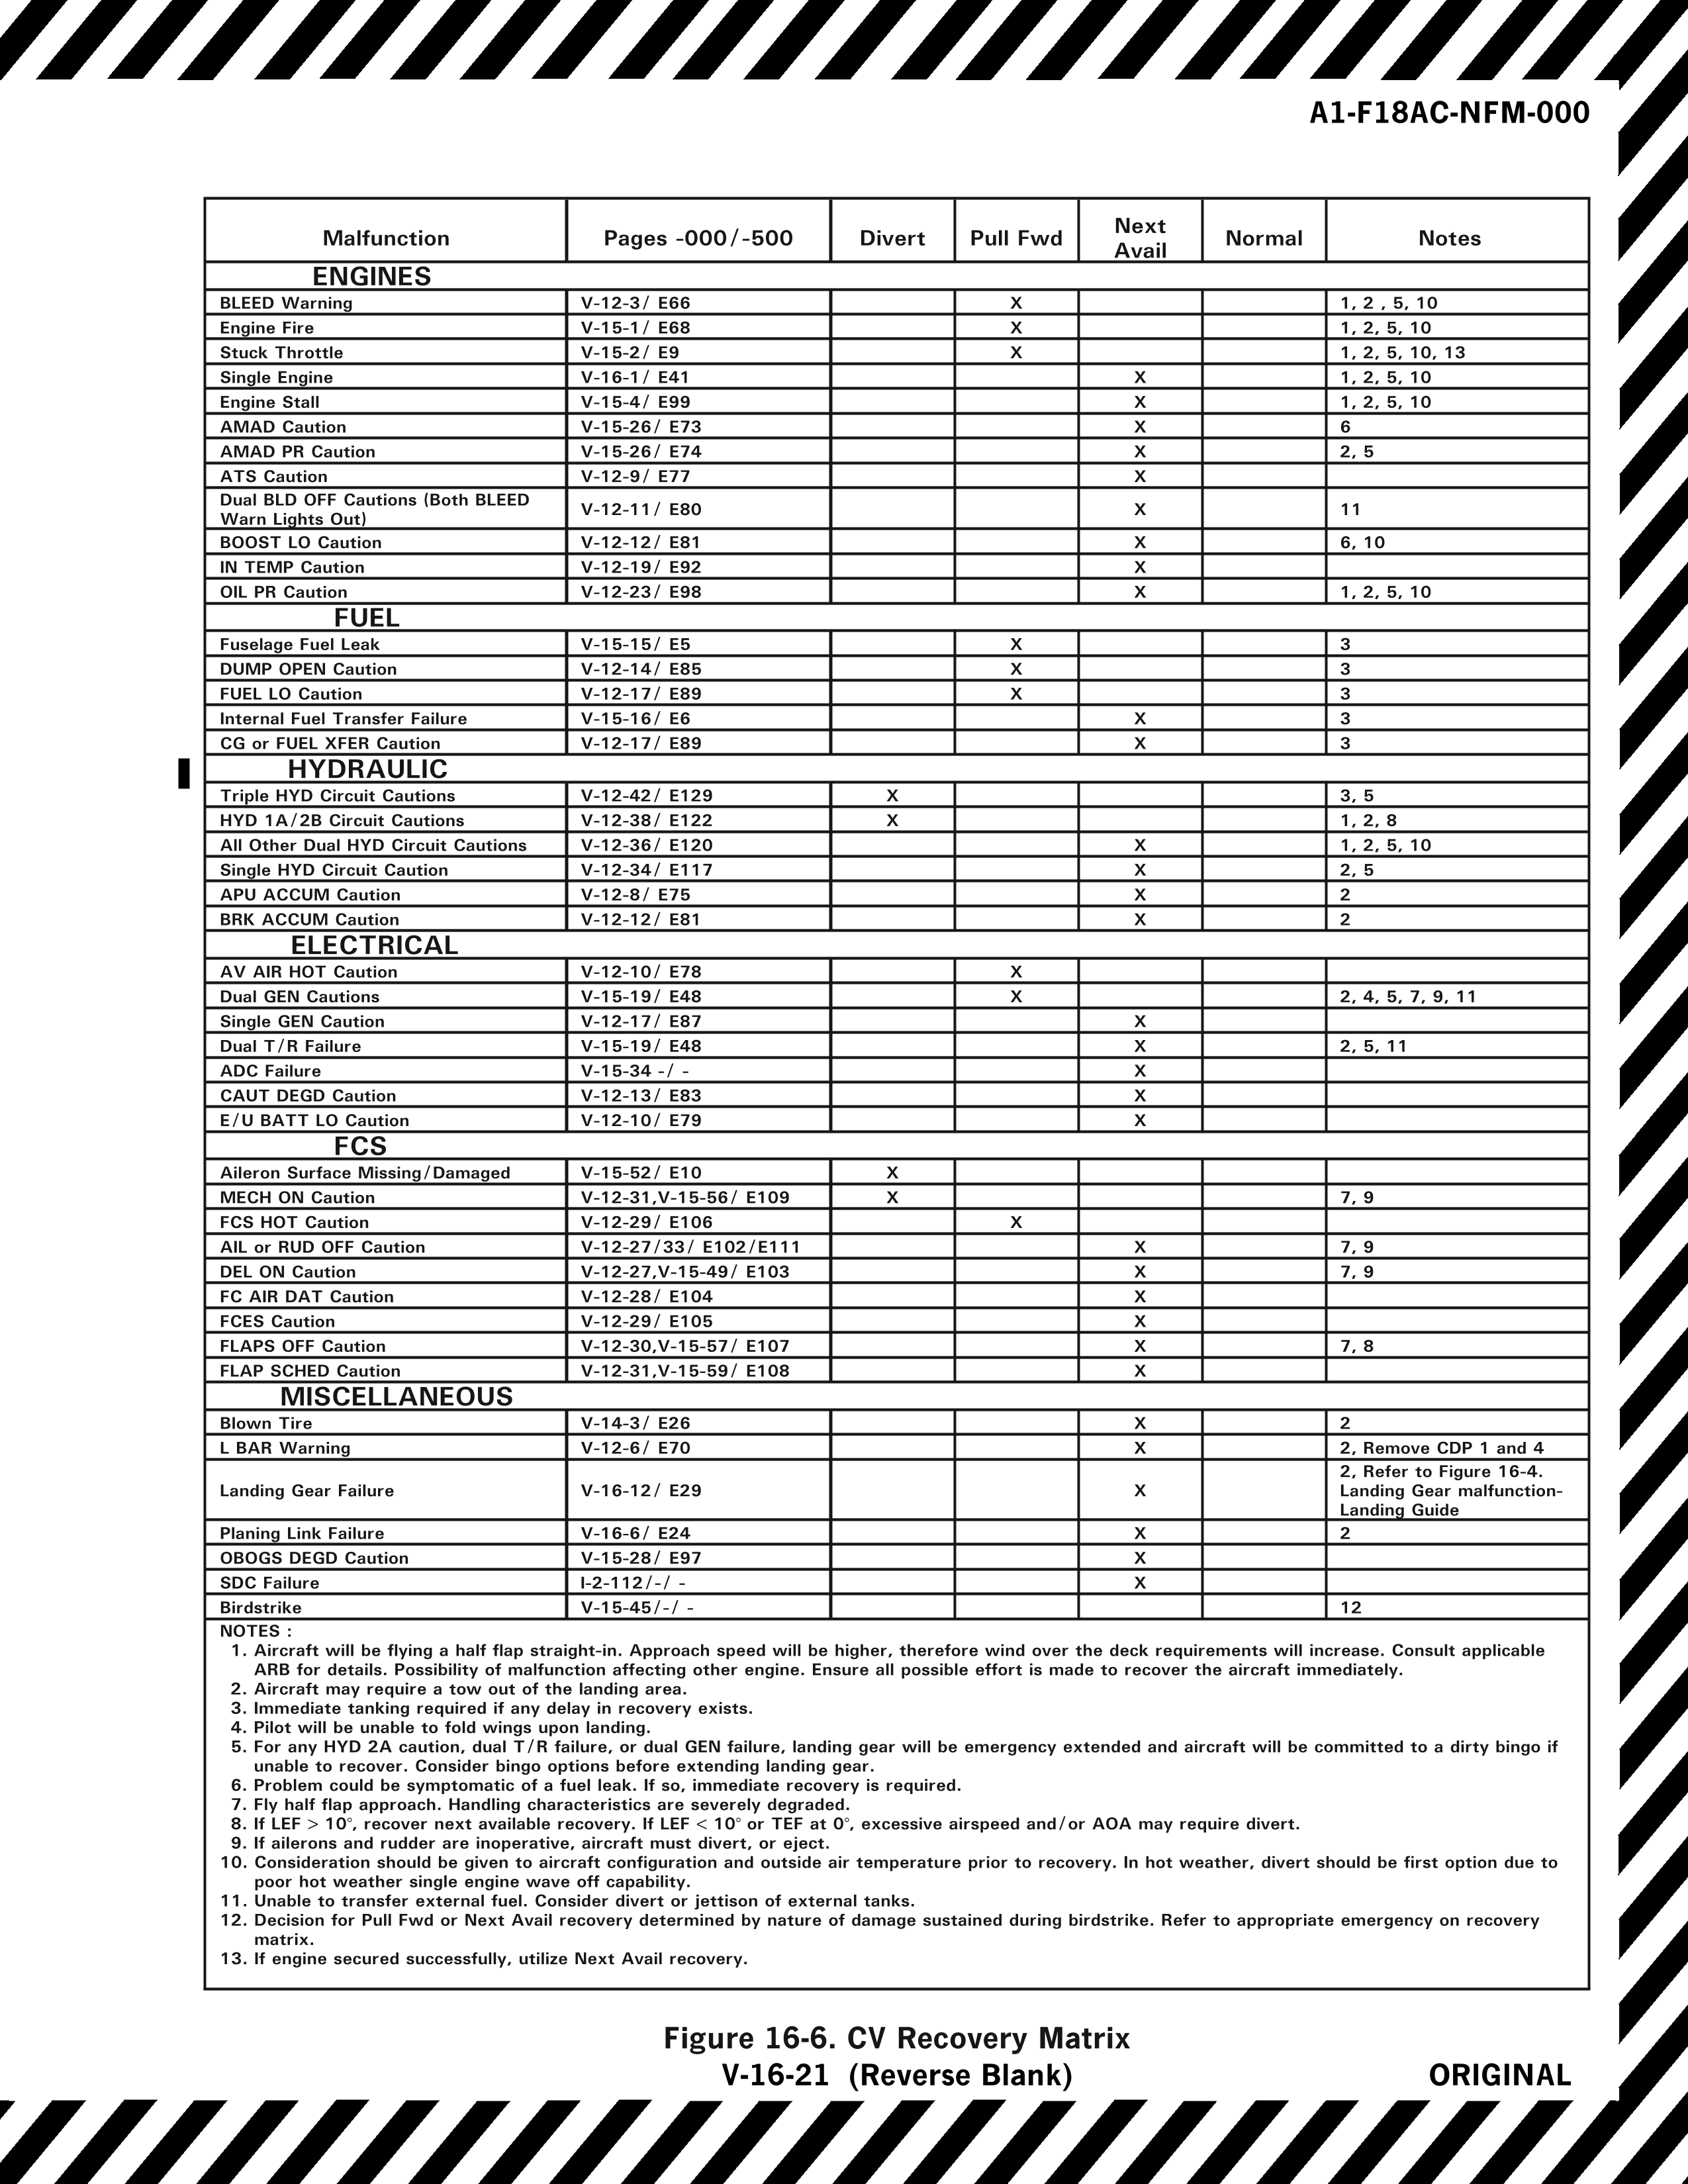 A1-F18AC-NFM-000
Malfunction Pages -000/-500 Divert Pull Fwd Next Avail Normal Notes
ENGINES
BLEED Warning V-12-3/ E66 X 1, 2 , 5, 10
Engine Fire V-15-1/ E68 X 1, 2, 5, 10
Stuck Throttle V-15-2/ E9 X 1, 2, 5, 10, 13
Single Engine V-16-1/ E41 X 1, 2, 5, 10
Engine Stall V-15-4/ E99 X 1, 2, 5, 10
AMAD Caution V-15-26/ E73 X 6
AMAD PR Caution V-15-26/ E74 X 2, 5
ATS Caution V-12-9/ E77 X
Dual BLD OFF Cautions (Both BLEED
Warn Lights Out) V-12-11/ E80 X 11
BOOST LO Caution V-12-12/ E81 X 6, 10
IN TEMP Caution V-12-19/ E92 X
OIL PR Caution V-12-23/ E98 X 1, 2, 5, 10
FUEL
Fuselage Fuel Leak V-15-15/ E5 X 3
DUMP OPEN Caution V-12-14/ E85 X 3
FUEL LO Caution V-12-17/ E89 X 3
Internal Fuel Transfer Failure V-15-16/ E6 X 3
CG or FUEL XFER Caution V-12-17/ E89 X 3
HYDRAULIC
Triple HYD Circuit Cautions V-12-42/ E129 X 3, 5
HYD 1A/2B Circuit Cautions V-12-38/ E122 X 1, 2, 8
All Other Dual HYD Circuit Cautions V-12-36/ E120 X 1, 2, 5, 10
Single HYD Circuit Caution V-12-34/ E117 X 2, 5
APU ACCUM Caution V-12-8/ E75 X 2
BRK ACCUM Caution V-12-12/ E81 X 2
ELECTRICAL
AV AIR HOT Caution V-12-10/ E78 X
Dual GEN Cautions V-15-19/ E48 X 2, 4, 5, 7, 9, 11
Single GEN Caution V-12-17/ E87 X
Dual T/R Failure V-15-19/ E48 X 2, 5, 11
ADC Failure V-15-34 -/ - X
CAUT DEGD Caution V-12-13/ E83 X
E/U BATT LO Caution V-12-10/ E79 X
FCS
Aileron Surface Missing/Damaged V-15-52/ E10 X
MECH ON Caution V-12-31,V-15-56/ E109 X 7, 9
FCS HOT Caution V-12-29/ E106 X
AIL or RUD OFF Caution V-12-27/33/ E102/E111 X 7, 9
DEL ON Caution V-12-27,V-15-49/ E103 X 7, 9
FC AIR DAT Caution V-12-28/ E104 X
FCES Caution V-12-29/ E105 X
FLAPS OFF Caution V-12-30,V-15-57/ E107 X 7, 8
FLAP SCHED Caution V-12-31,V-15-59/ E108 X
MISCELLANEOUS
Blown Tire V-14-3/ E26 X 2
L BAR Warning V-12-6/ E70 X 2, Remove CDP 1 and 4
Landing Gear Failure V-16-12/ E29 X 2, Refer to Figure 16-4.
Landing Gear malfunction-
Landing Guide
Planing Link Failure V-16-6/ E24 X 2
OBOGS DEGD Caution V-15-28/ E97 X
SDC Failure I-2-112/-/ - X
Birdstrike V-15-45/-/ - 12
NOTES :
1. Aircraft will be flying a half flap straight-in. Approach speed will be higher, therefore wind over the deck requirements will increase. Consult applicable
ARB for details. Possibility of malfunction affecting other engine. Ensure all possible effort is made to recover the aircraft immediately.
2. Aircraft may require a tow out of the landing area.
3. Immediate tanking required if any delay in recovery exists.
4. Pilot will be unable to fold wings upon landing.
5. For any HYD 2A caution, dual T/R failure, or dual GEN failure, landing gear will be emergency extended and aircraft will be committed to a dirty bingo if
unable to recover. Consider bingo options before extending landing gear.
6. Problem could be symptomatic of a fuel leak. If so, immediate recovery is required.
7. Fly half flap approach. Handling characteristics are severely degraded.
8. If LEF > 10°, recover next available recovery. If LEF < 10° or TEF at 0°, excessive airspeed and/or AOA may require divert.
9. If ailerons and rudder are inoperative, aircraft must divert, or eject.
10. Consideration should be given to aircraft configuration and outside air temperature prior to recovery. In hot weather, divert should be first option due to
poor hot weather single engine wave off capability.
11. Unable to transfer external fuel. Consider divert or jettison of external tanks.
12. Decision for Pull Fwd or Next Avail recovery determined by nature of damage sustained during birdstrike. Refer to appropriate emergency on recovery
matrix.
13. If engine secured successfully, utilize Next Avail recovery.
Figure 16-6. CV Recovery Matrix
V-16-21 (Reverse Blank) ORIGINAL